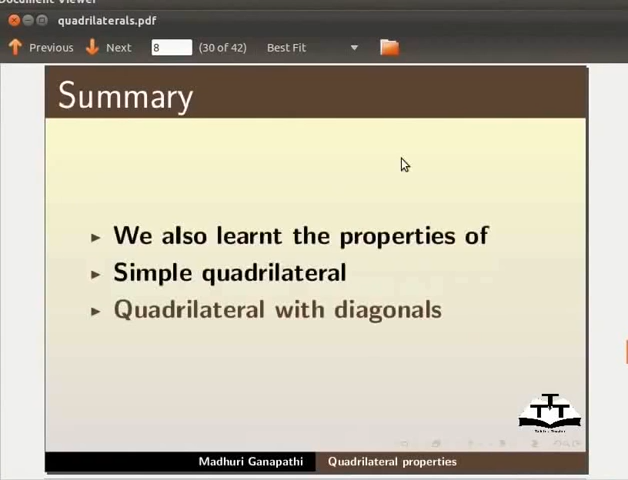 Document Viewer
quadrilaterals.pdf
Previous Next 8 (30 of 42) Best Fit
Summary
We also learnt the properties of
Simple quadrilateral
Quadrilateral with diagonals
TTT
Madhuri Ganapathi Quadrilateral properties